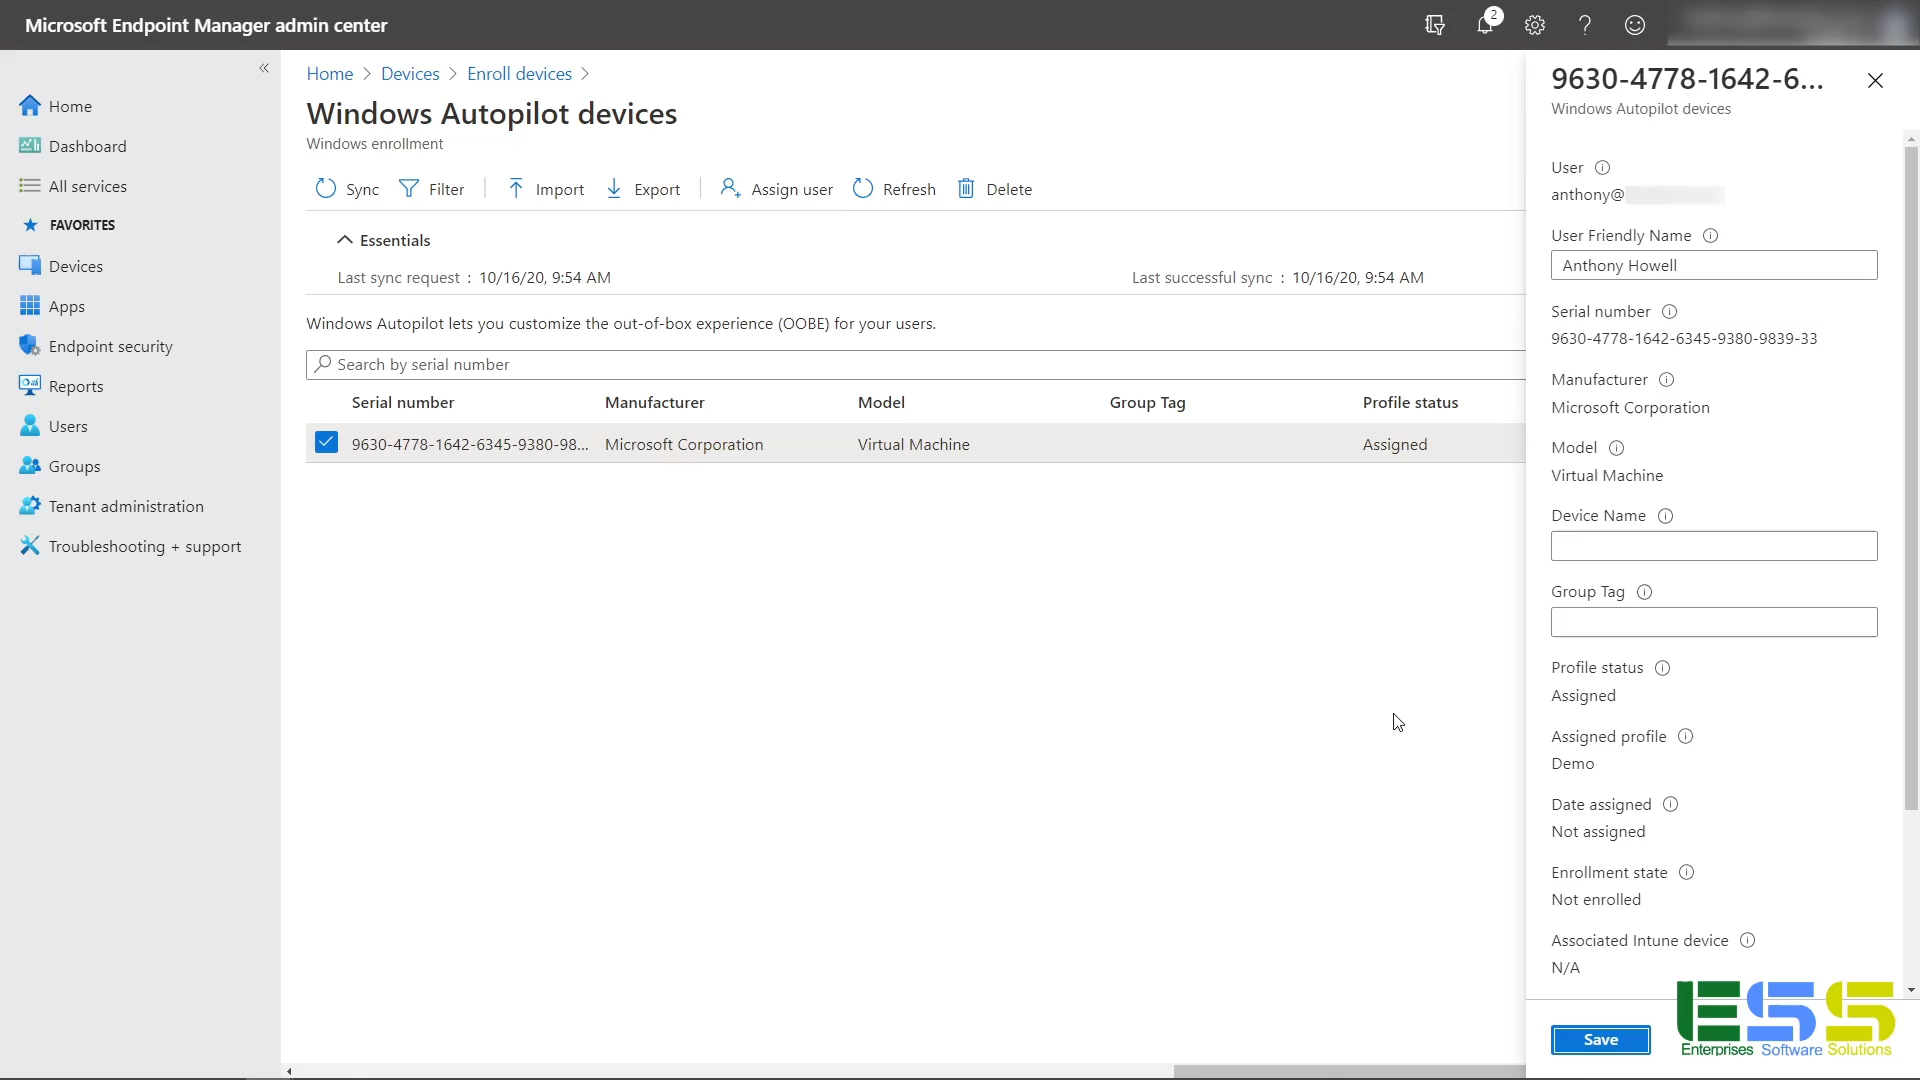 Microsoft Endpoint Manager admin center
2
Home
Dashboard
All services
FAVORITES
Devices
Apps
Endpoint security
Reports
Users
Groups
Tenant administration
Troubleshooting + support
Home > Devices > Enroll devices >
Windows Autopilot devices
Windows enrollment
Sync Filter Import Export Assign user Refresh Delete
Essentials
Last sync request : 10/16/20, 9:54 AM
Last successful sync : 10/16/20, 9:54 AM
Windows Autopilot lets you customize the out-of-box experience (OOBE) for your users.
Search by serial number
Serial number Manufacturer Model Group Tag Profile status
9630-4778-1642-6345-9380-98... Microsoft Corporation Virtual Machine Assigned
9630-4778-1642-6...
Windows Autopilot devices
User
anthony@
User Friendly Name
Anthony Howell
Serial number
9630-4778-1642-6345-9380-9839-33
Manufacturer
Microsoft Corporation
Model
Virtual Machine
Device Name
Group Tag
Profile status
Assigned
Assigned profile
Demo
Date assigned
Not assigned
Enrollment state
Not enrolled
Associated Intune device
N/A
Save
ESS
Enterprises Software Solutions